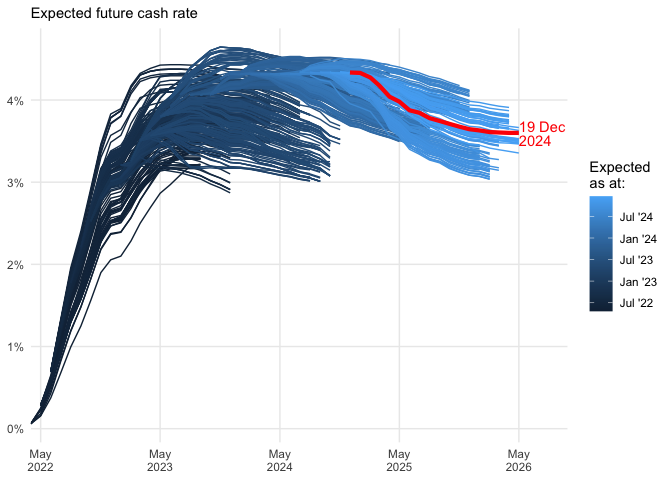 Expected future cash rate
4%
3%
2%
1%
0%
May
2022
May
2023
May
2024
May
2025
May
2026
19 Dec
2024
Expected
as at:
Jul '24
Jan '24
Jul '23
Jan '23
Jul '22